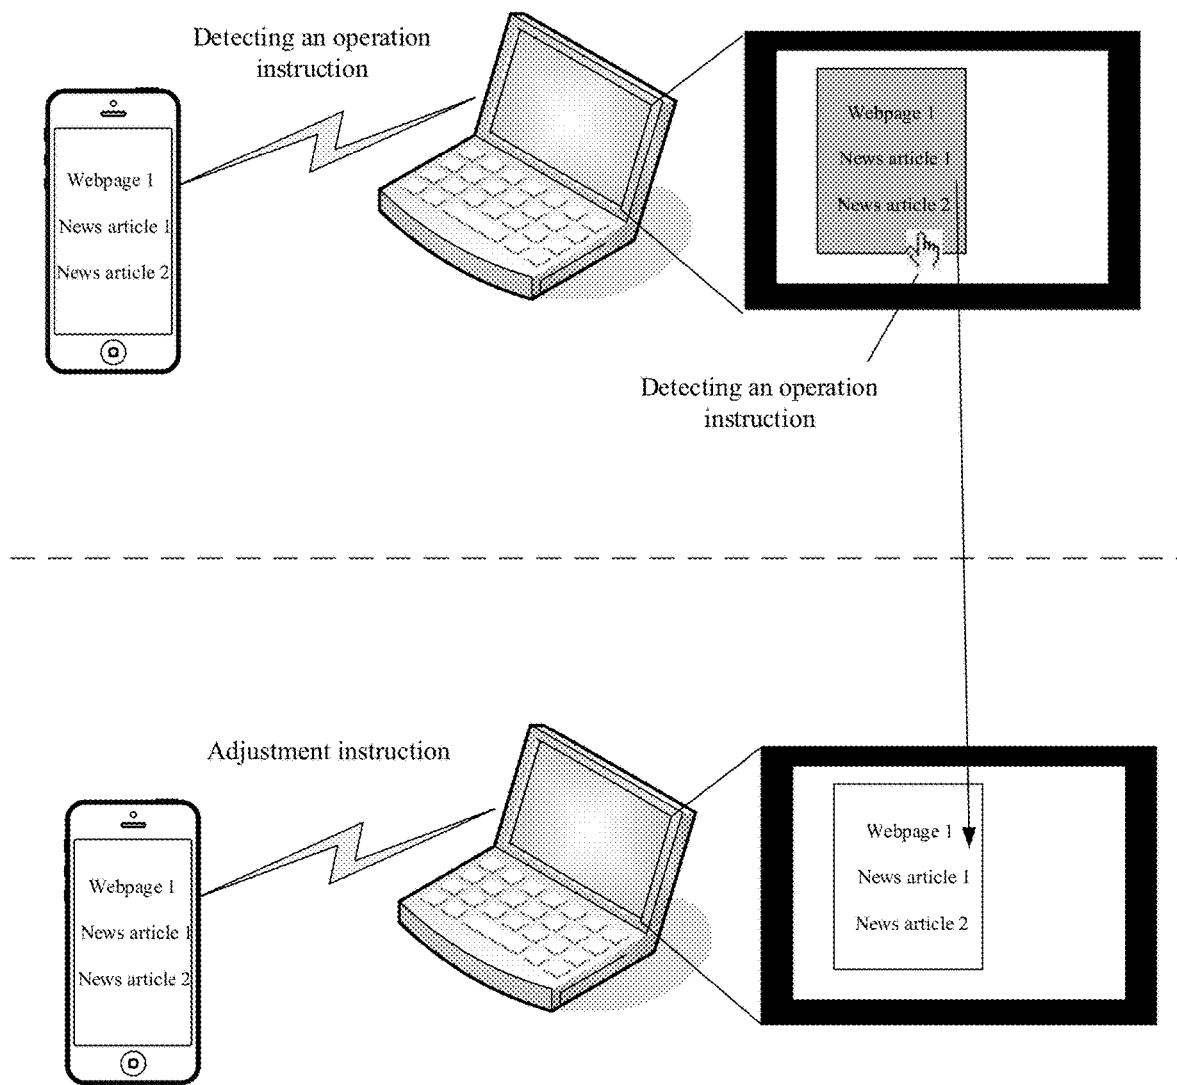 Detecting an operation
instruction
Webpage 1
News article 1
News article 2
Webpage 1
News article 1
News article 2
Detecting an operation
instruction
Adjustment instruction
Webpage 1
News article 1
News article 2
Webpage 1
News article 1
News article 2